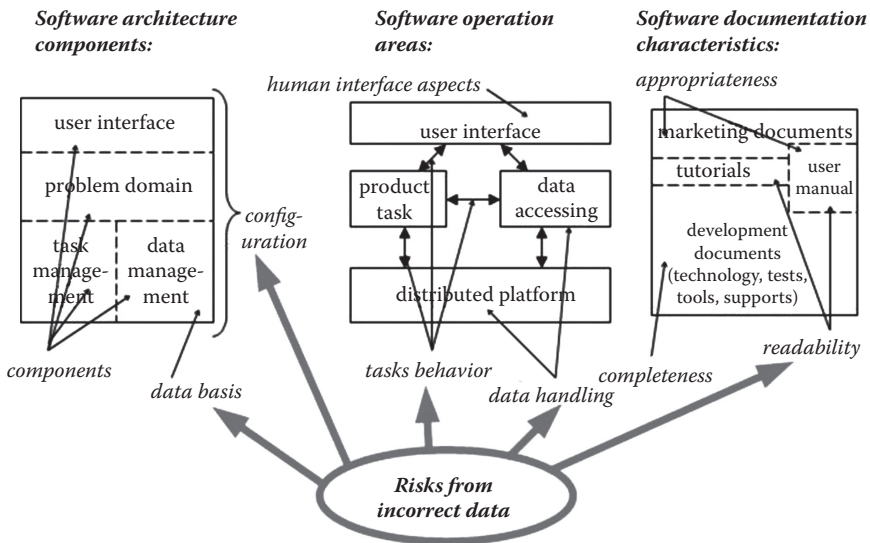 Software architecture
components:
Software operation
areas:
Software documentation
characteristics:
human interface aspects
appropriateness
user interface
problem domain
task
manage-
ment
data
manage-
ment
config-
uration
components
data basis
user interface
product
task
data
accessing
distributed platform
tasks behavior
data handling
marketing documents
tutorials
user
manual
development
documents
(technology, tests,
tools, supports)
completeness
readability
Risks from
incorrect data